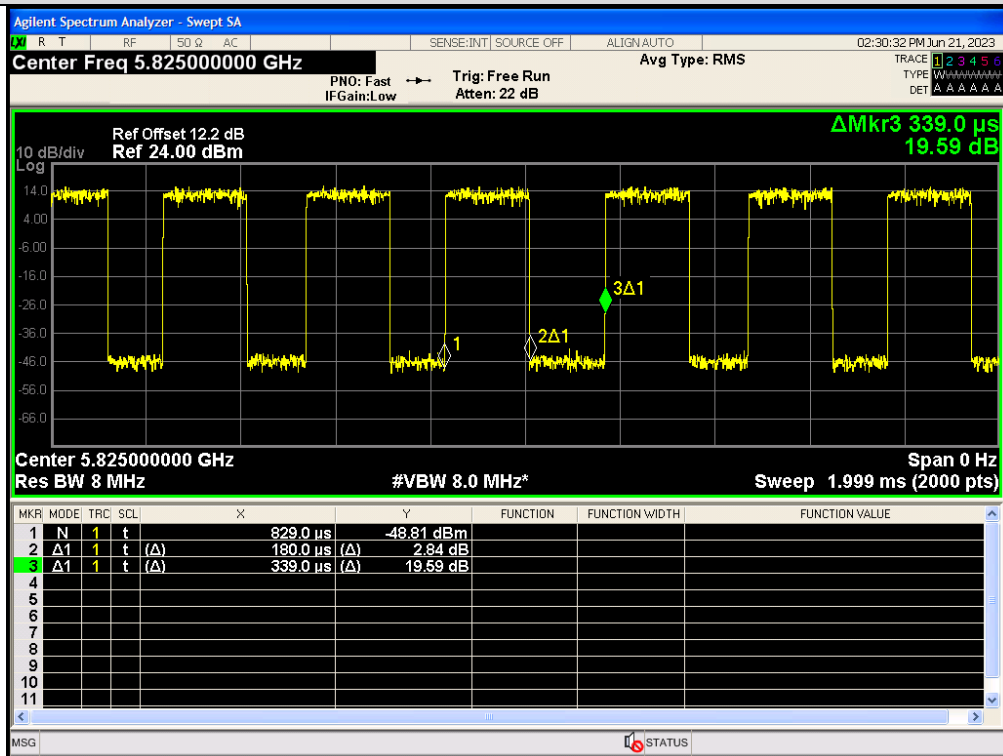 Agilent Spectrum Analyzer - Swept SA
LXI R T RF 50 Ω AC SENSE:INT SOURCE OFF ALIGN AUTO 02:30:32 PM Jun 21, 2023
Center Freq 5.825000000 GHz Avg Type: RMS TRACE 1 2 3 4 5 6
PNO: Fast Trig: Free Run TYPE W
IFGain:Low Atten: 22 dB DET A A A A A A
ΔMkr3 339.0 µs
19.59 dB
Ref Offset 12.2 dB
10 dB/div Ref 24.00 dBm
Log
14.0
4.00
-6.00
-16.0
-26.0
-36.0
-46.0
-56.0
-66.0
3Δ1
2Δ1
1
Center 5.825000000 GHz Span 0 Hz
Res BW 8 MHz #VBW 8.0 MHz* Sweep 1.999 ms (2000 pts)
MKR MODE TRC SCL X Y FUNCTION FUNCTION WIDTH FUNCTION VALUE
1 N 1 t 829.0 µs -48.81 dBm
2 Δ1 1 t (Δ) 180.0 µs (Δ) 2.84 dB
3 Δ1 1 t (Δ) 339.0 µs (Δ) 19.59 dB
4
5
6
7
8
9
10
11
MSG STATUS